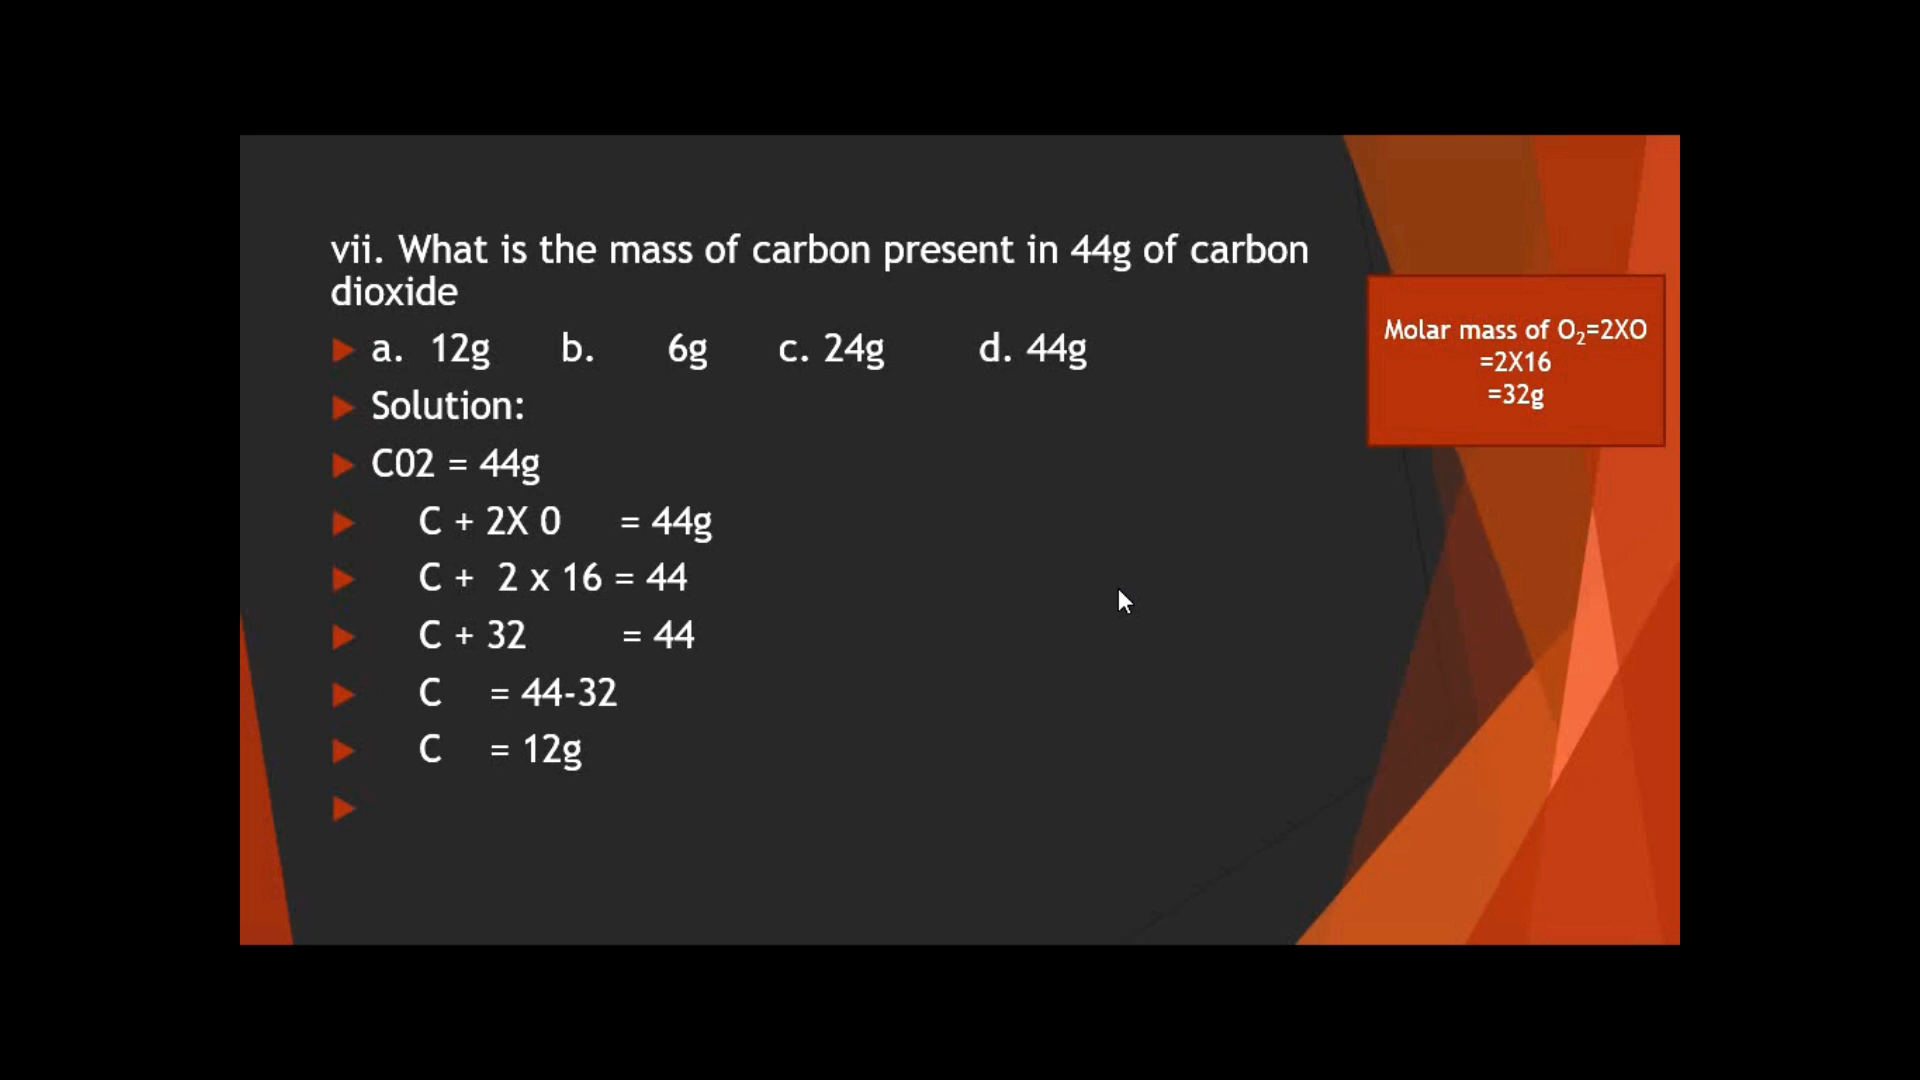 vii. What is the mass of carbon present in 44g of carbon
dioxide
a. 12g b. 6g c. 24g d. 44g
Solution:
C02 = 44g
C + 2X 0 = 44g
C + 2 x 16 = 44
C + 32 = 44
C = 44-32
C = 12g
Molar mass of O₂=2XO
=2X16
=32g